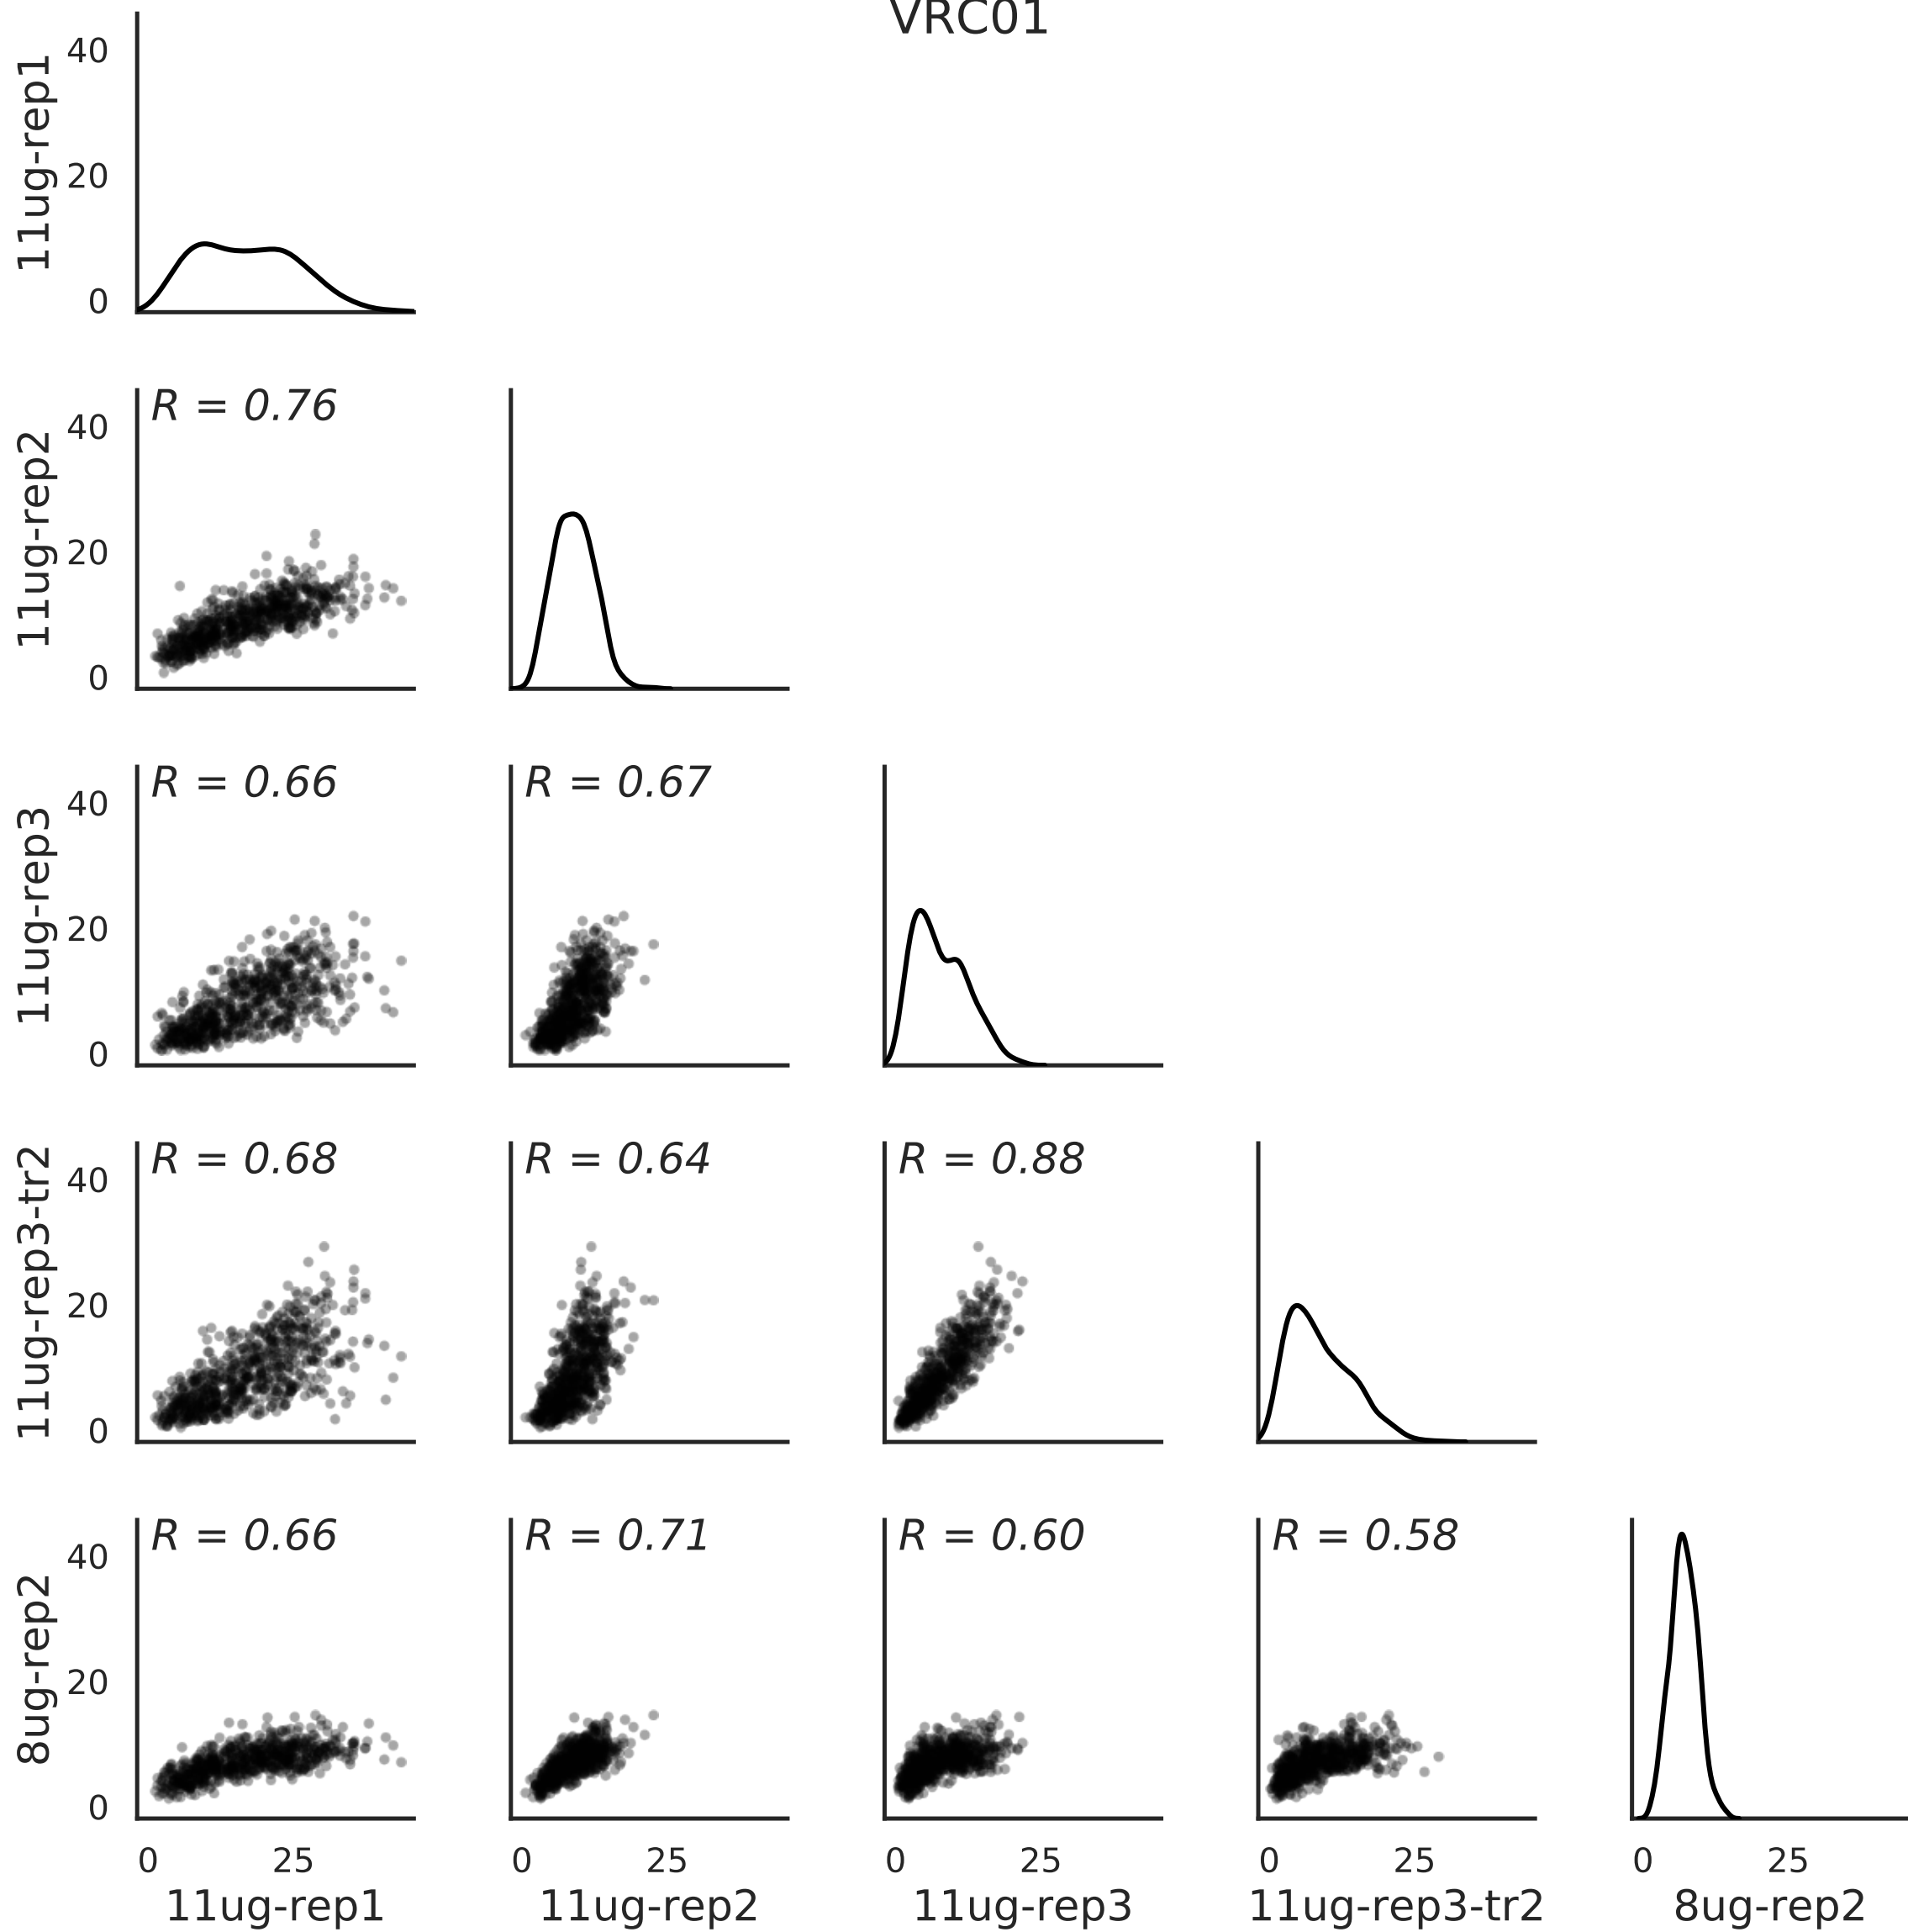 VRC01
11ug-rep1
40
20
0
11ug-rep2
40
20
0
R = 0.76
11ug-rep3
40
20
0
R = 0.66
R = 0.67
11ug-rep3-tr2
40
20
0
R = 0.68
R = 0.64
R = 0.88
8ug-rep2
40
20
0
R = 0.66
R = 0.71
R = 0.60
R = 0.58
0 25 0 25 0 25 0 25 0 25
11ug-rep1 11ug-rep2 11ug-rep3 11ug-rep3-tr2 8ug-rep2